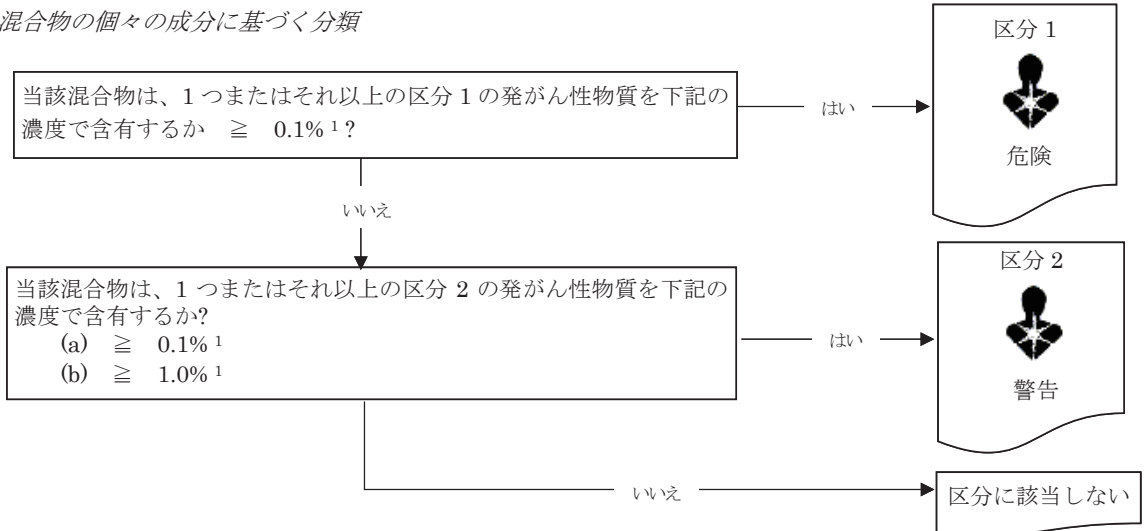 混合物の個々の成分に基づく分類
区分 1
危険
当該混合物は、1 つまたはそれ以上の区分 1 の発がん性物質を下記の
濃度で含有するか ≧ 0.1% ¹ ?
はい
いいえ
区分 2
警告
当該混合物は、1 つまたはそれ以上の区分 2 の発がん性物質を下記の
濃度で含有するか?
(a) ≧ 0.1% ¹
(b) ≧ 1.0% ¹
はい
いいえ
区分に該当しない